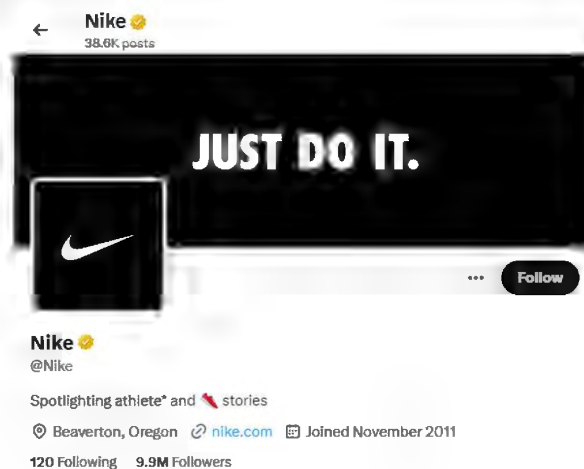 Nike
38.6K posts
JUST DO IT.
Follow
Nike
@Nike
Spotlighting athlete* and 👟 stories
Beaverton, Oregon nike.com Joined November 2011
120 Following 9.9M Followers